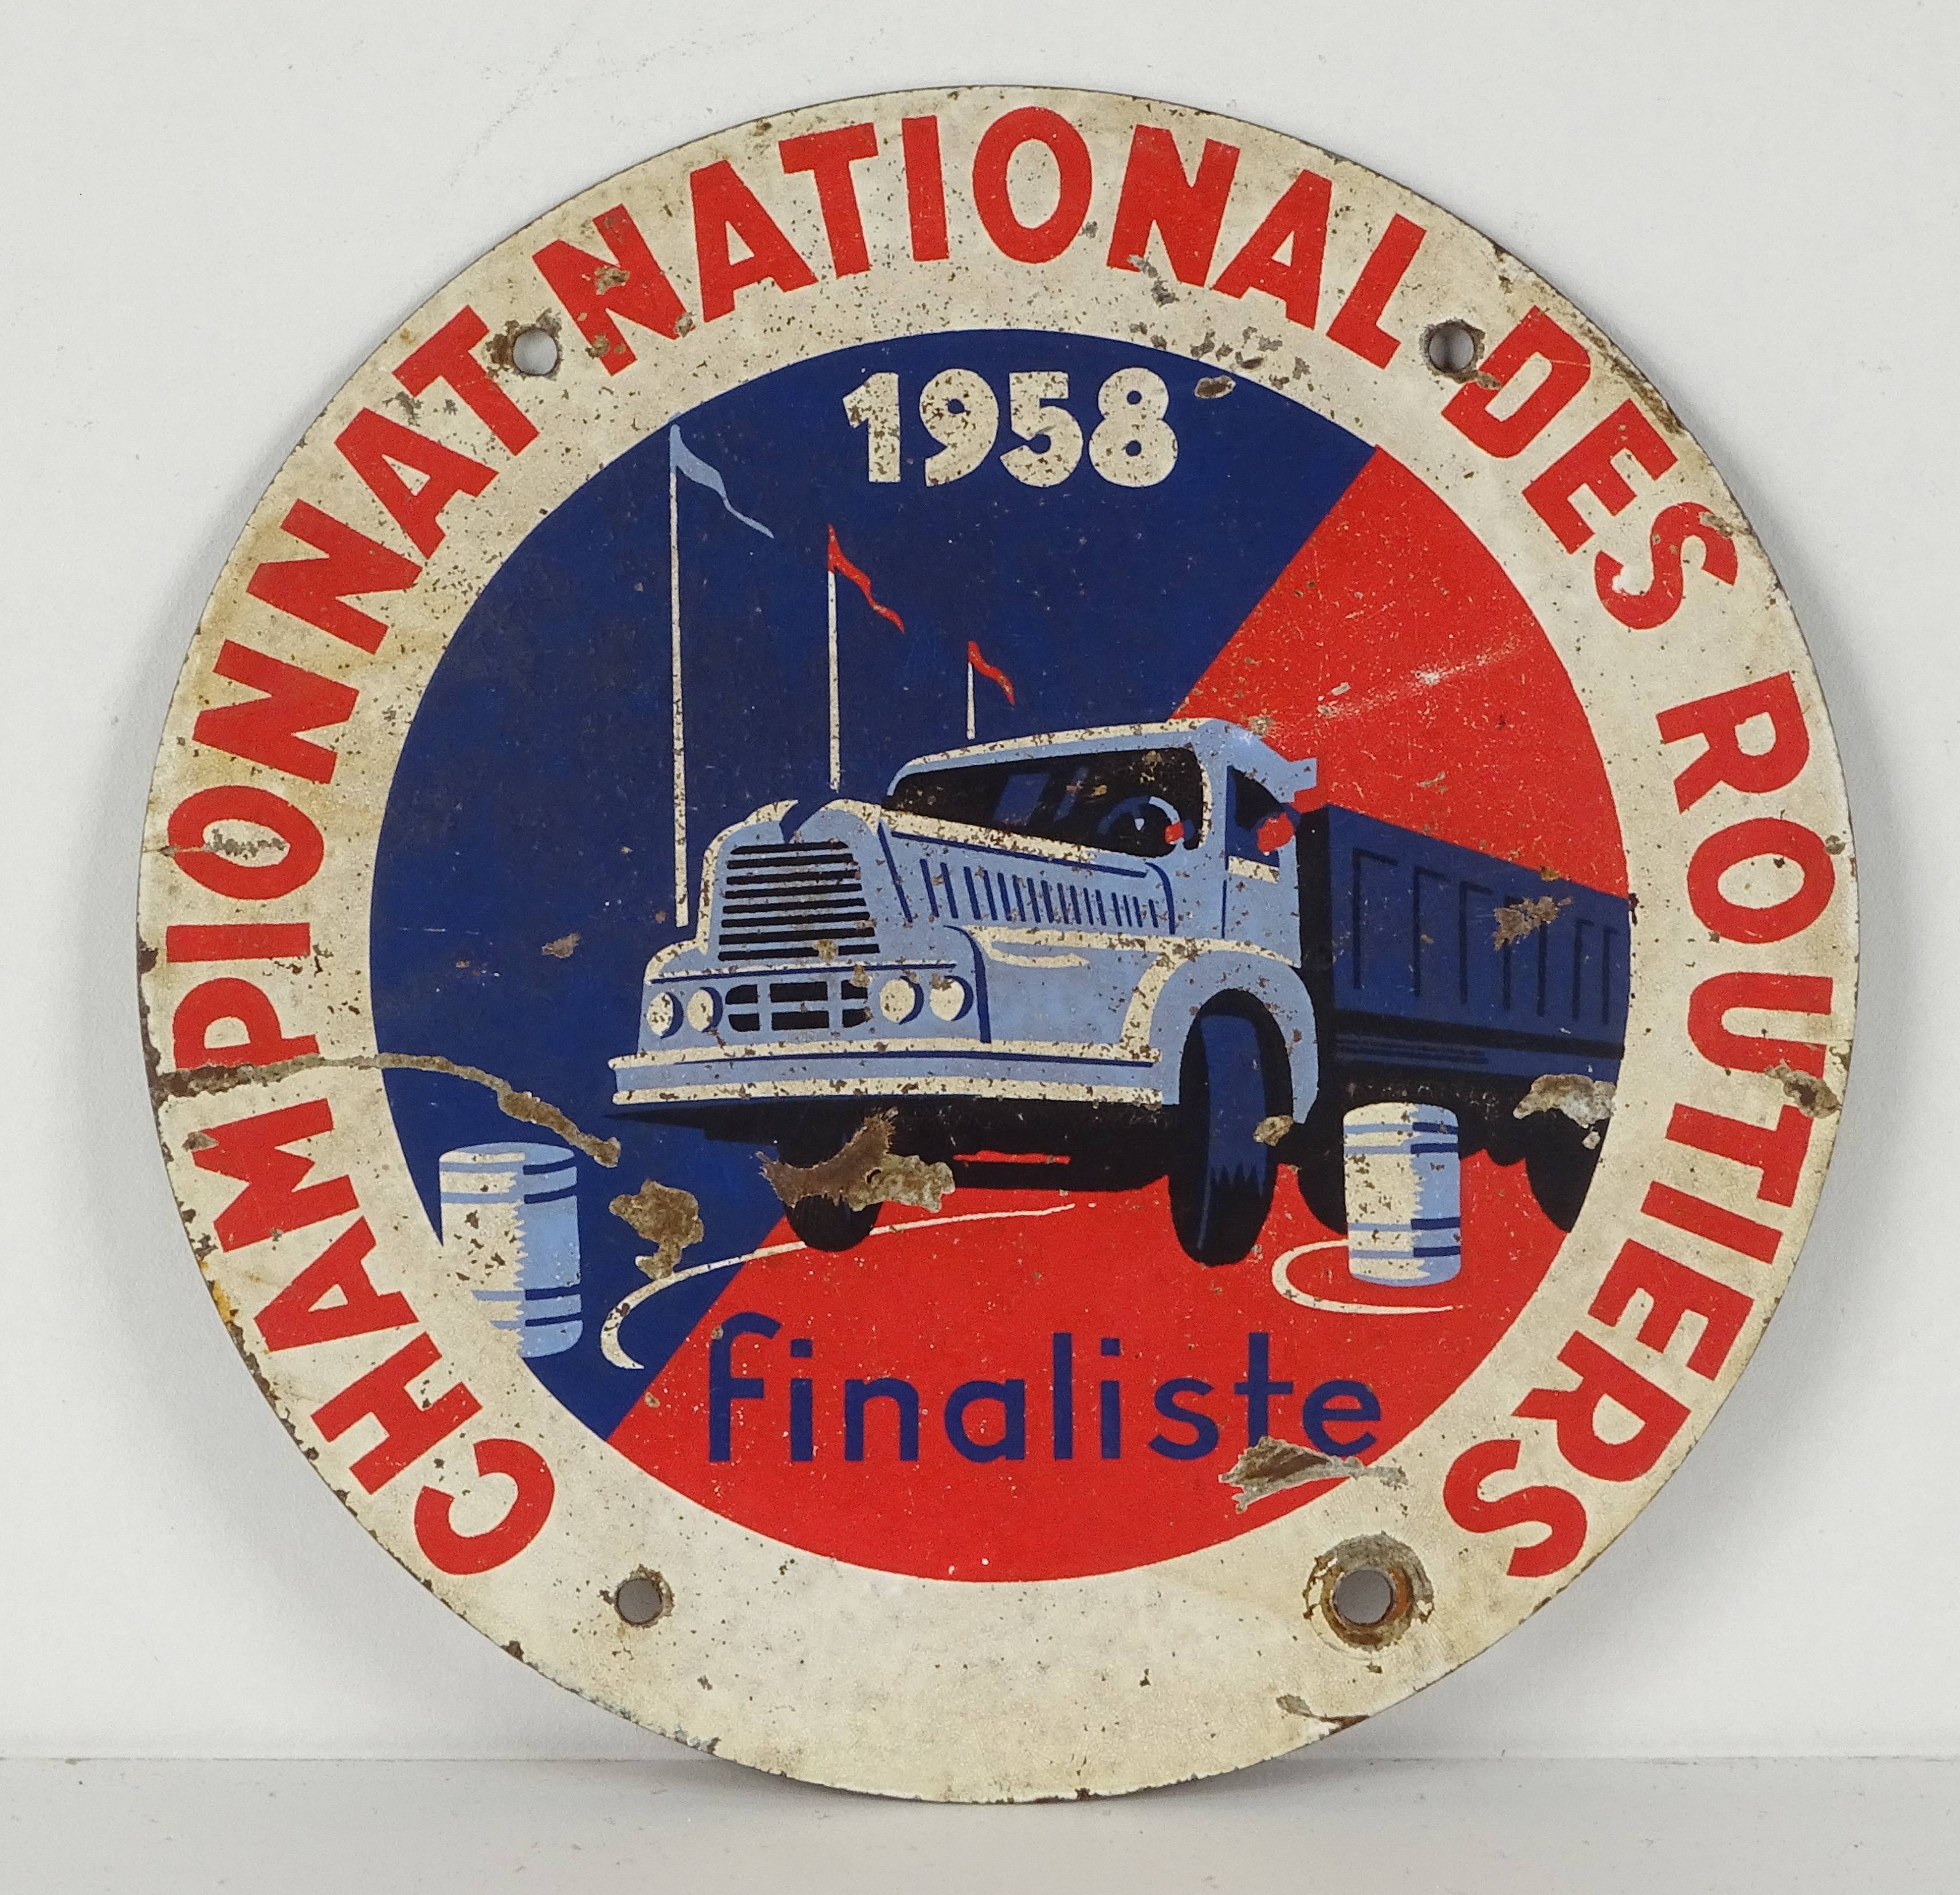 CHAMPIONNAT NATIONAL DES ROUTIERS
1958
finaliste